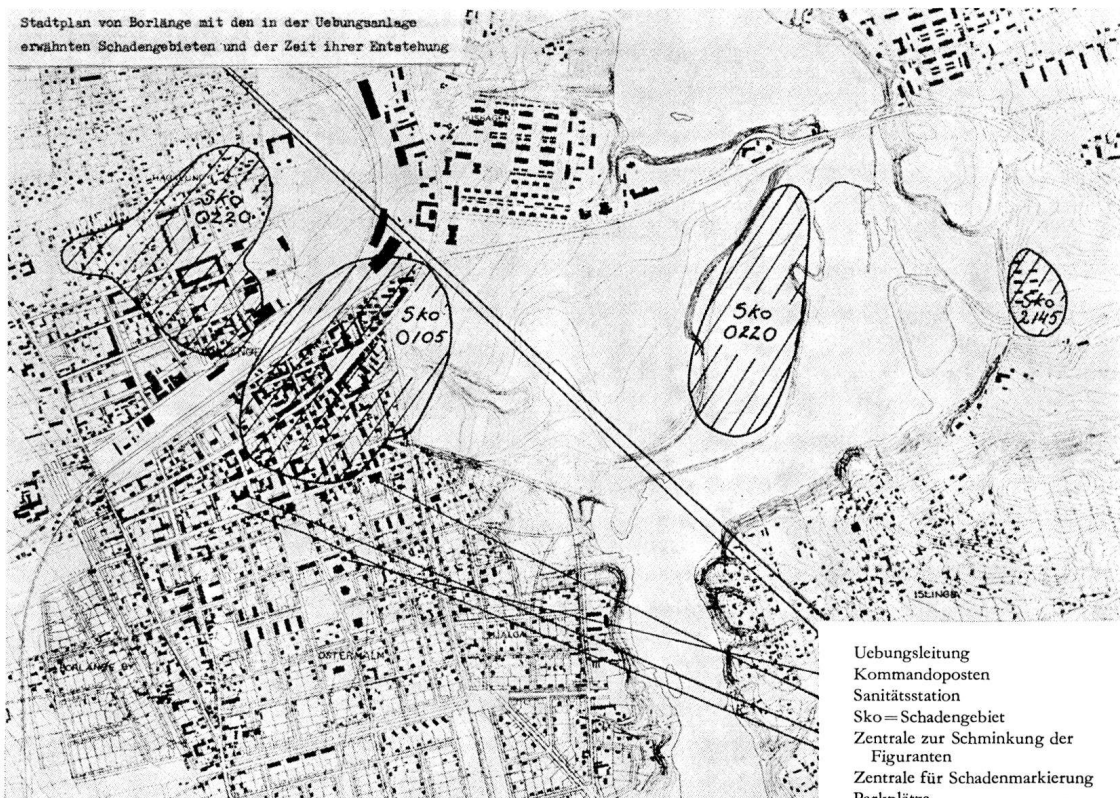 Stadtplan von Borlänge mit den in der Uebungsanlage
erwähnten Schadengebieten und der Zeit ihrer Entstehung
Sko
0220
Sko
0105
Sko
0220
Sko
2145
ÖSTERMALM
Uebungsleitung
Kommandoposten
Sanitätsstation
Sko=Schadengebiet
Zentrale zur Schminkung der
Figuranten
Zentrale für Schadenmarkierung
Parkplätze